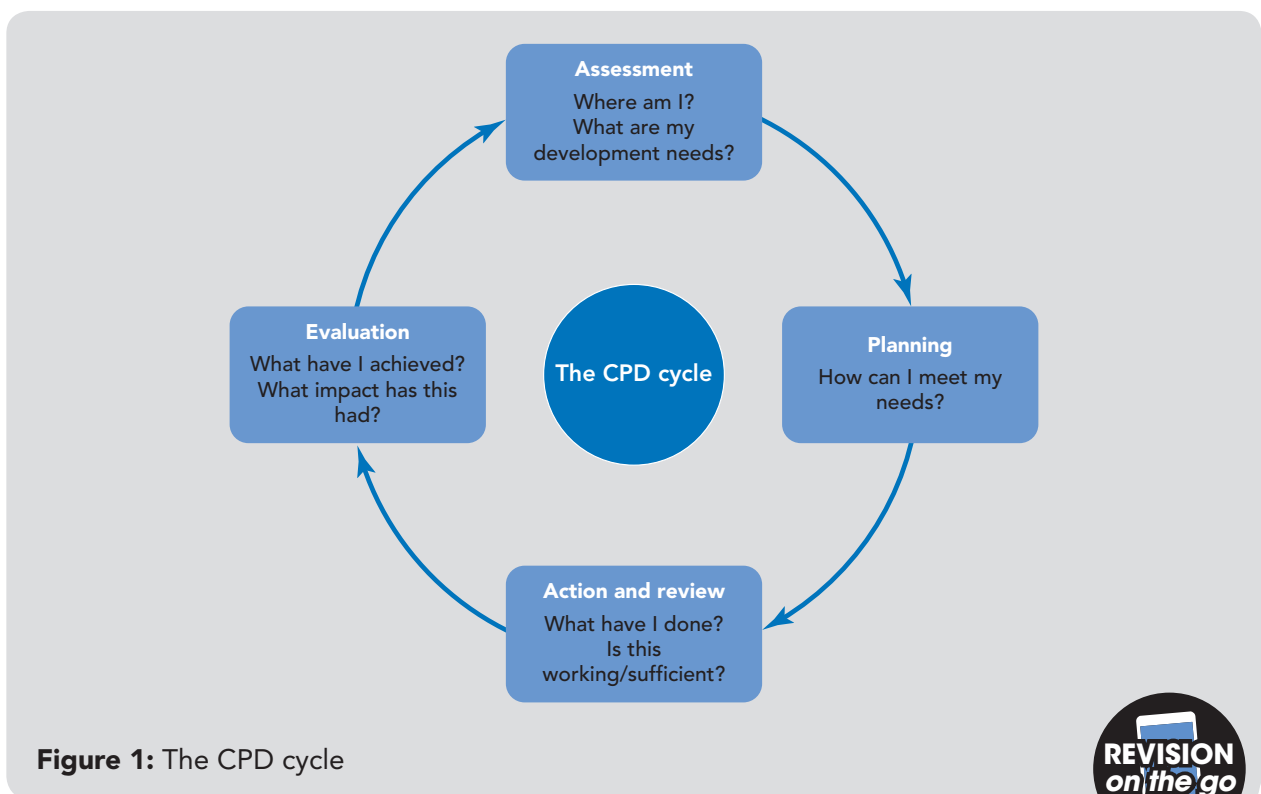 Assessment
Where am I?
What are my
development needs?
Planning
How can I meet my
needs?
Action and review
What have I done?
Is this
working/sufficient?
Evaluation
What have I achieved?
What impact has this
had?
The CPD cycle
Figure 1: The CPD cycle
REVISION
on the go